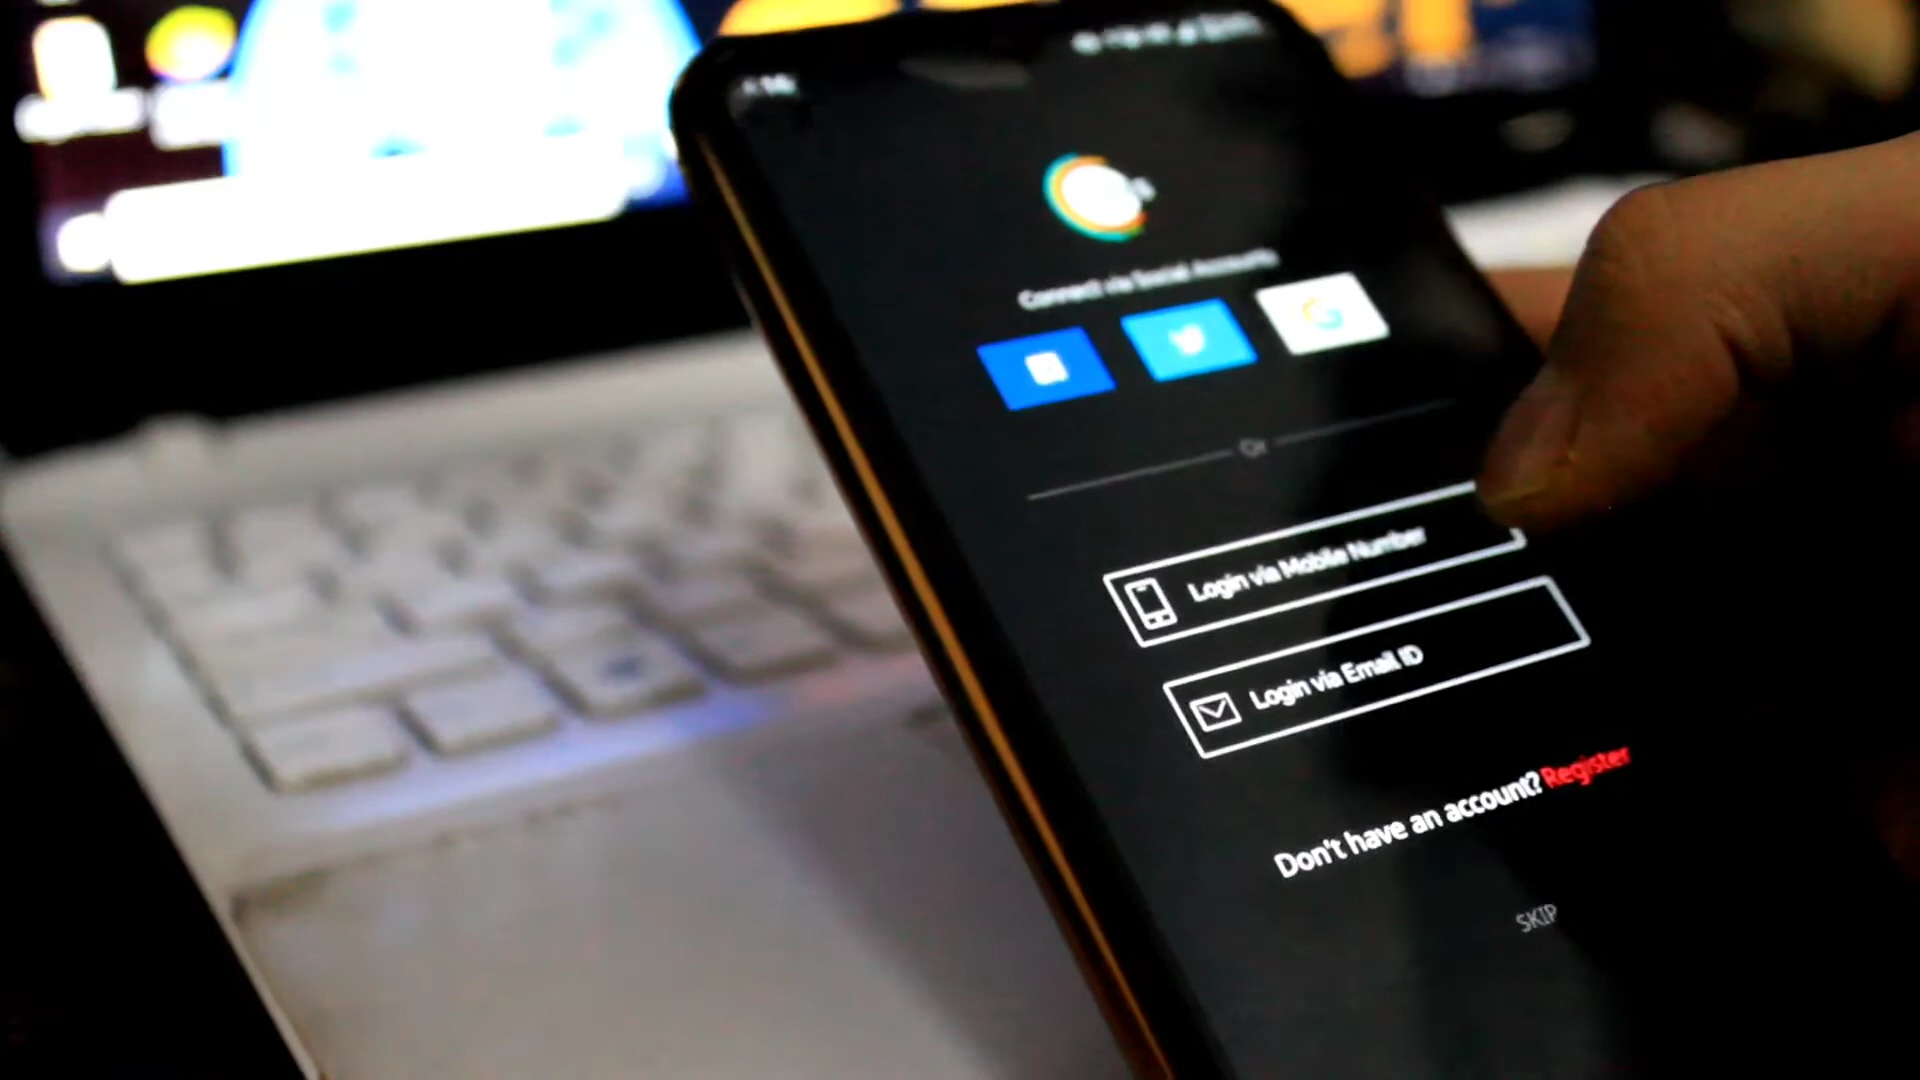 Connect via Social Accounts
Or
Login via Mobile Number
Login via Email ID
Don't have an account? Register
SKIP